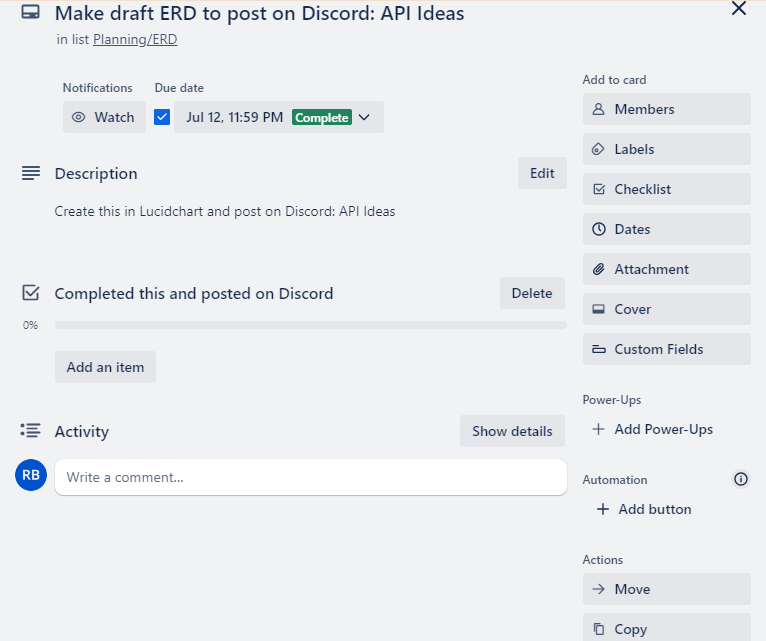 Make draft ERD to post on Discord: API Ideas
in list Planning/ERD
Notifications
Due date
Watch
Jul 12, 11:59 PM Complete
Description
Edit
Create this in Lucidchart and post on Discord: API Ideas
Completed this and posted on Discord
Delete
0%
Add an item
Activity
Show details
RB
Write a comment...
Add to card
Members
Labels
Checklist
Dates
Attachment
Cover
Custom Fields
Power-Ups
Add Power-Ups
Automation
Add button
Actions
Move
Copy